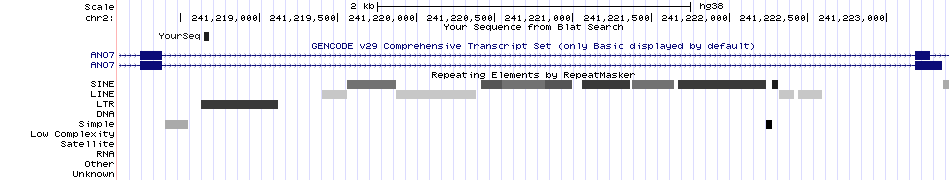 Scale 2 kb hg38
chr2: 241,219,000 241,219,500 241,220,000 241,220,500 241,221,000 241,221,500 241,222,000 241,222,500 241,223,000
Your Sequence from Blat Search
YourSeq
GENCODE v29 Comprehensive Transcript Set (only Basic displayed by default)
ANO7
ANO7
Repeating Elements by RepeatMasker
SINE
LINE
LTR
DNA
Simple
Low Complexity
Satellite
RNA
Other
Unknown